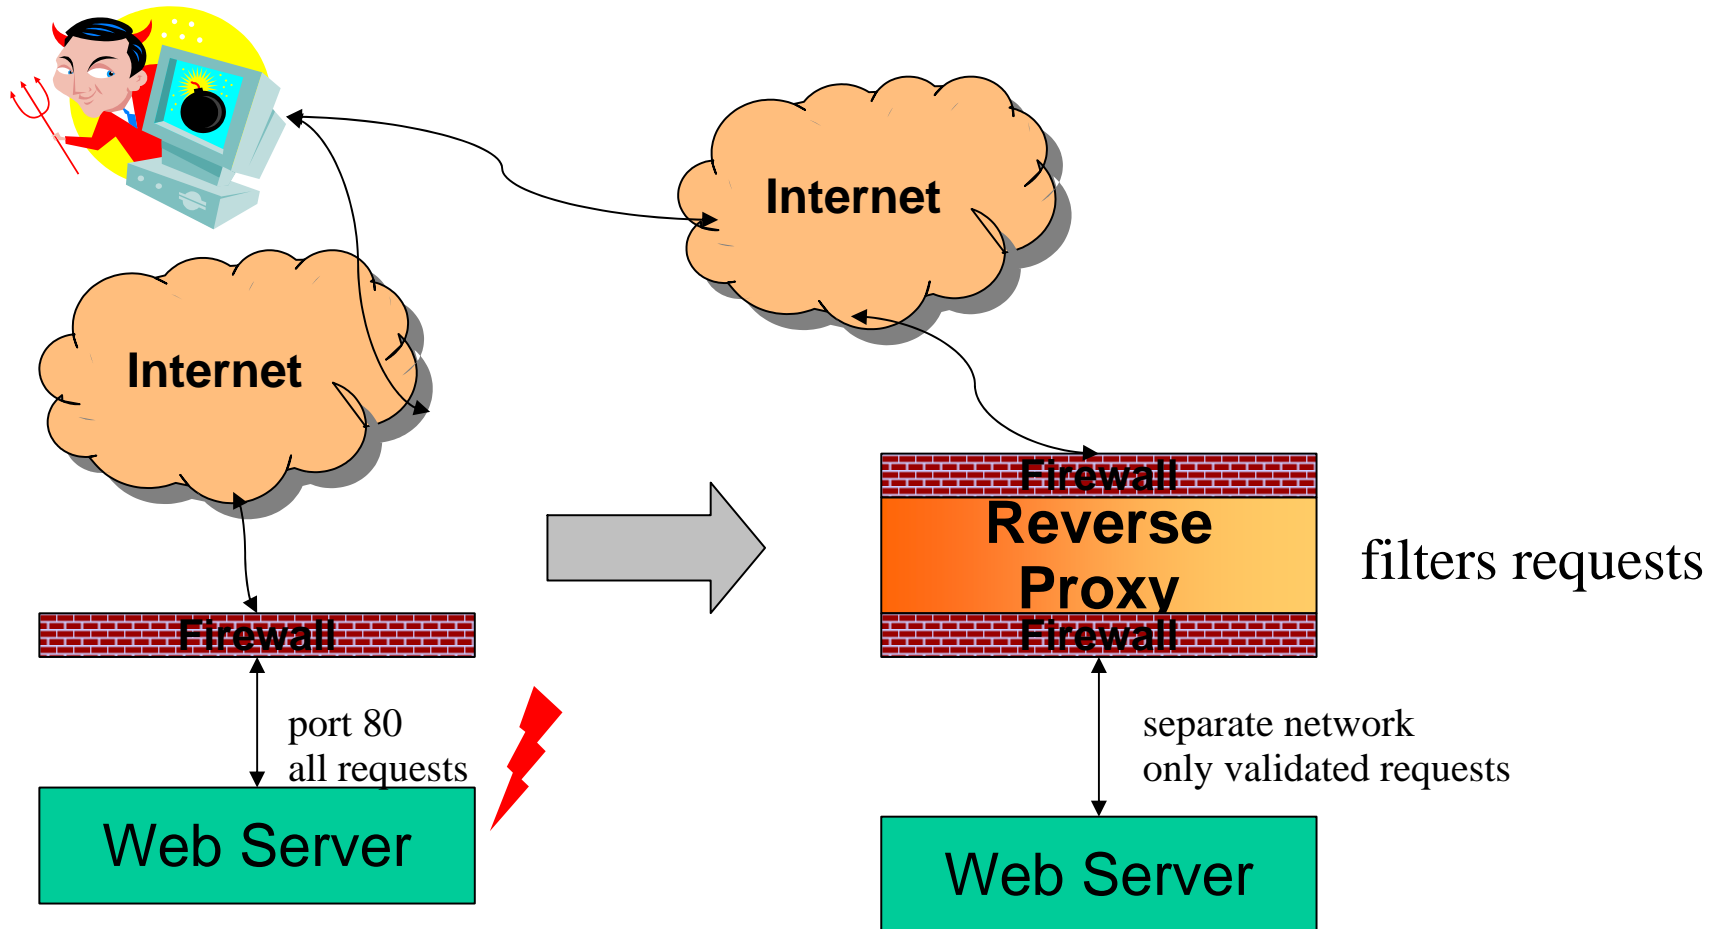 Internet
Internet
Firewall
Reverse
Proxy
filters requests
Firewall
Firewall
port 80
all requests
separate network
only validated requests
Web Server
Web Server